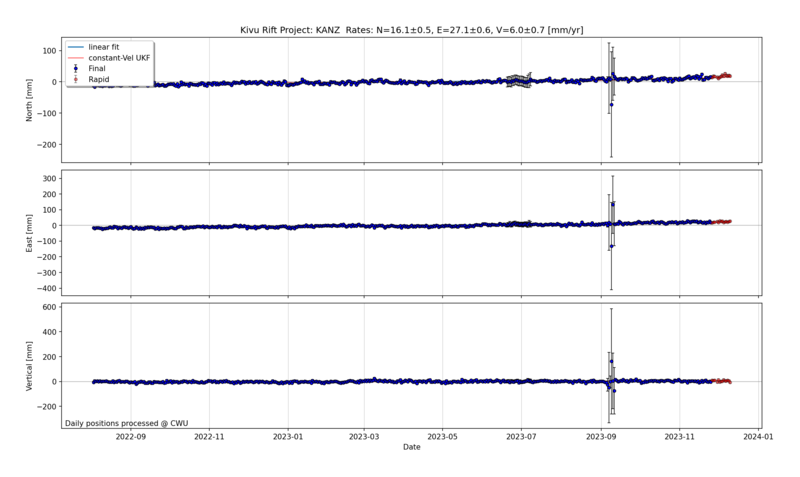 Kivu Rift Project: KANZ  Rates: N=16.1±0.5, E=27.1±0.6, V=6.0±0.7 [mm/yr]
linear fit
constant-Vel UKF
Final
Rapid
North [mm]
100
0
−100
−200
East [mm]
300
200
100
0
−100
−200
−300
−400
Vertical [mm]
600
400
200
0
−200
Daily positions processed @ CWU
2022-09
2022-11
2023-01
2023-03
2023-05
2023-07
2023-09
2023-11
2024-01
Date